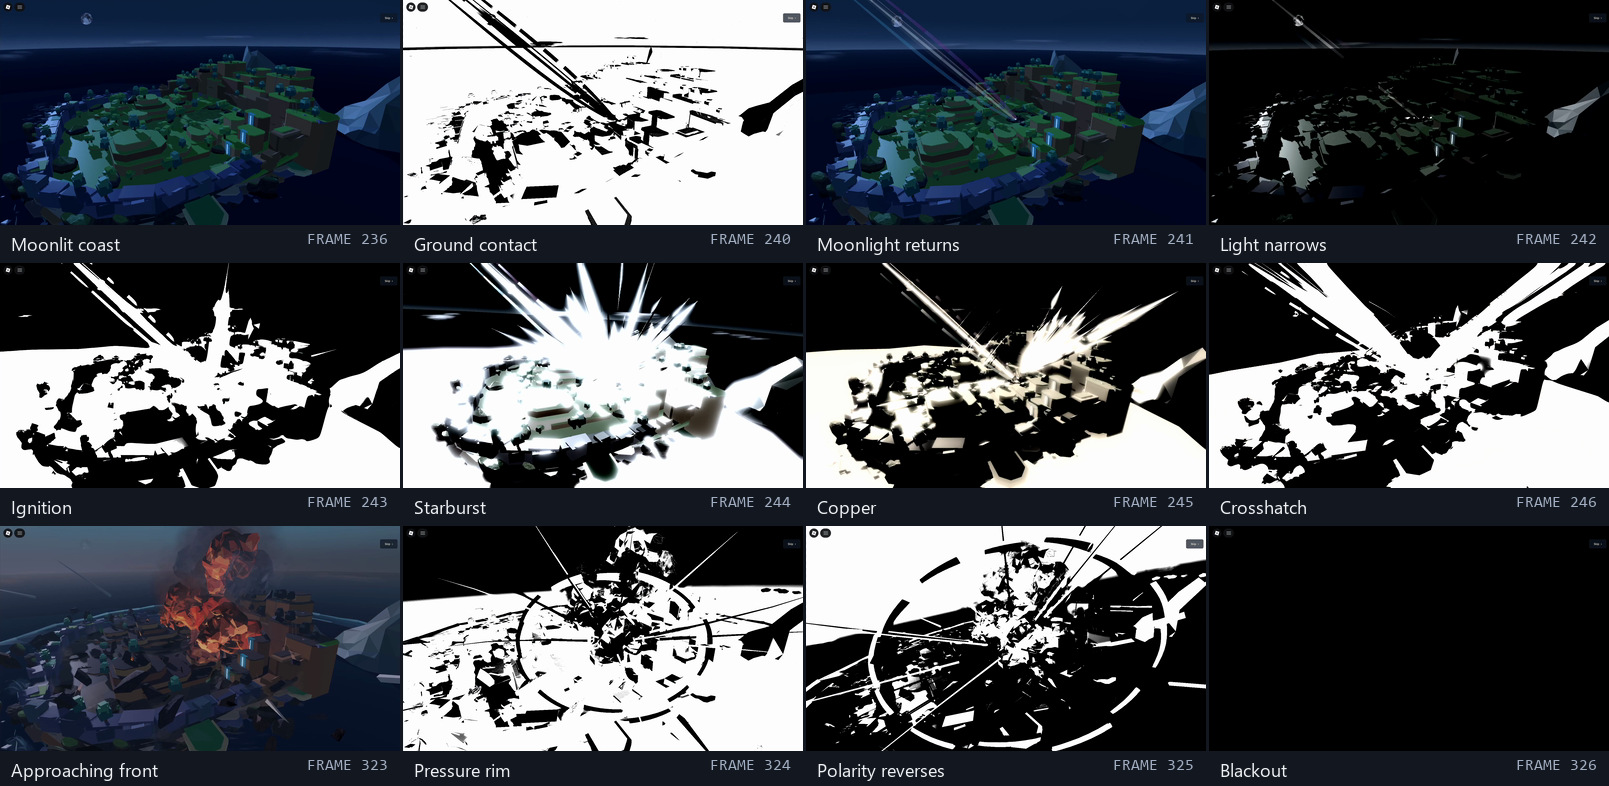 Moonlit coast FRAME 236
Ground contact FRAME 240
Moonlight returns FRAME 241
Light narrows FRAME 242
Ignition FRAME 243
Starburst FRAME 244
Copper FRAME 245
Crosshatch FRAME 246
Approaching front FRAME 323
Pressure rim FRAME 324
Polarity reverses FRAME 325
Blackout FRAME 326